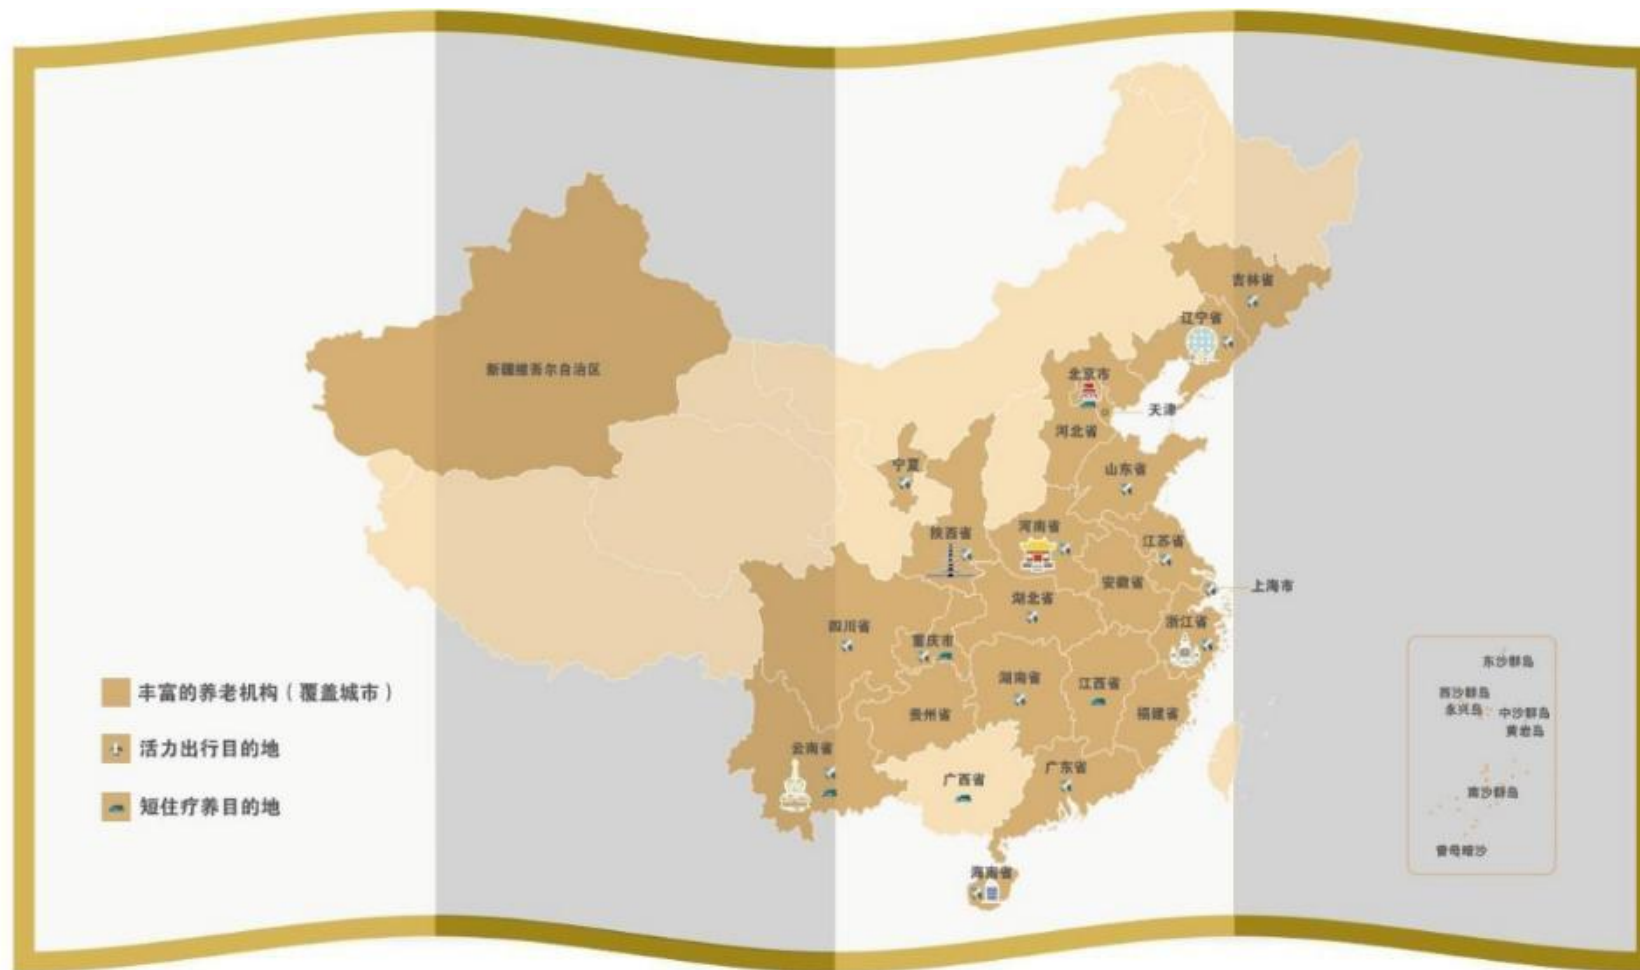 吉林省
辽宁省
新疆维吾尔自治区
北京市
天津
河北省
宁夏
山东省
陕西省
河南省
江苏省
安徽省
上海市
湖北省
四川省
重庆市
浙江省
湖南省
江西省
贵州省
福建省
云南省
广西省
广东省
海南省
丰富的养老机构（覆盖城市）
活力出行目的地
短住疗养目的地
东沙群岛
西沙群岛
永兴岛
中沙群岛
黄岩岛
南沙群岛
曾母暗沙